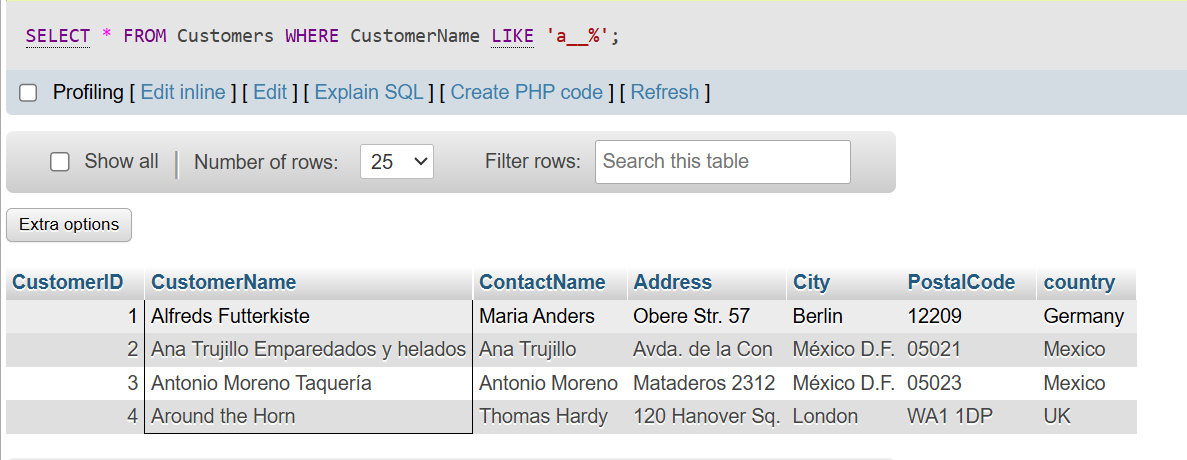 SELECT * FROM Customers WHERE CustomerName LIKE 'a__%';
Profiling [ Edit inline ] [ Edit ] [ Explain SQL ] [ Create PHP code ] [ Refresh ]
Show all | Number of rows: 25 Filter rows: Search this table
Extra options
CustomerID CustomerName ContactName Address City PostalCode country
1 Alfreds Futterkiste Maria Anders Obere Str. 57 Berlin 12209 Germany
2 Ana Trujillo Emparedados y helados Ana Trujillo Avda. de la Con México D.F. 05021 Mexico
3 Antonio Moreno Taquería Antonio Moreno Mataderos 2312 México D.F. 05023 Mexico
4 Around the Horn Thomas Hardy 120 Hanover Sq. London WA1 1DP UK